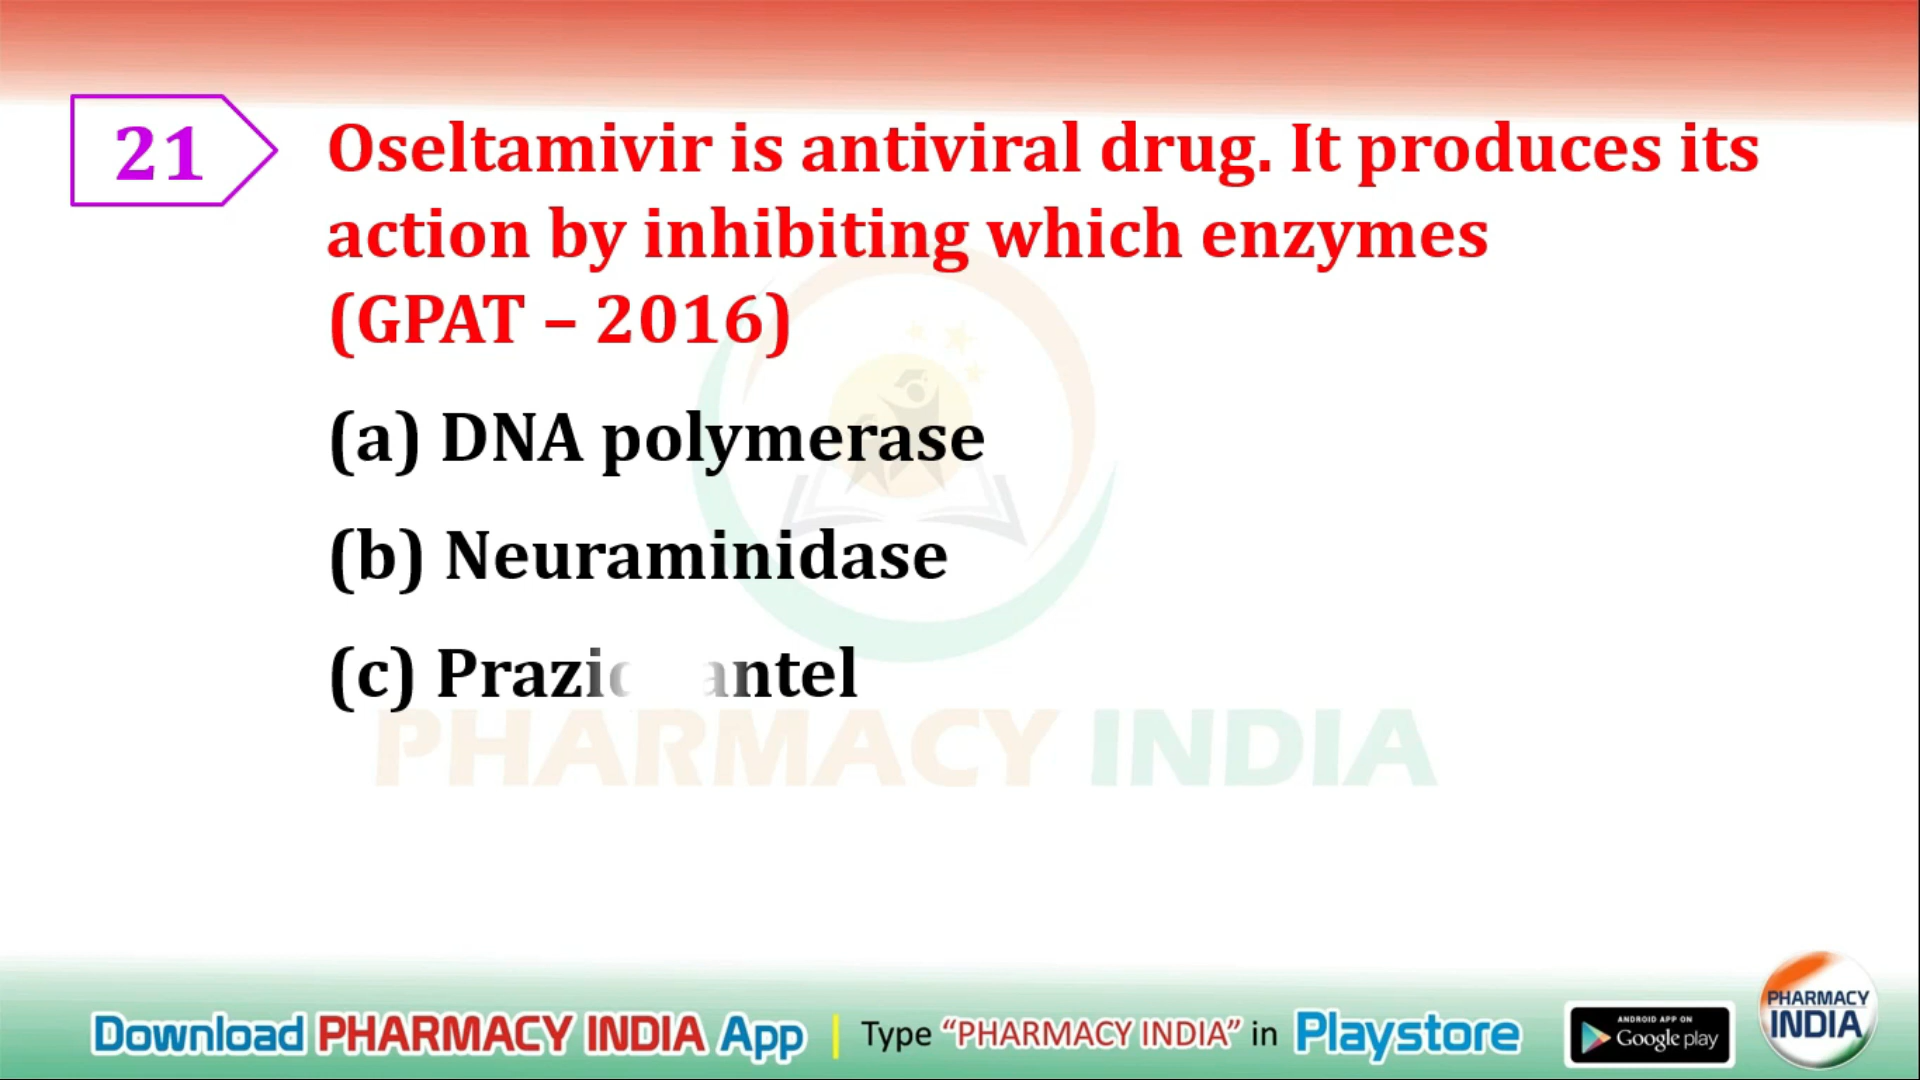 21
Oseltamivir is antiviral drug. It produces its
action by inhibiting which enzymes
(GPAT – 2016)
(a) DNA polymerase
(b) Neuraminidase
(c)
PHARMACY INDIA
Download PHARMACY INDIA App | Type “PHARMACY INDIA” in Playstore
ANDROID APP ON
Google play
PHARMACY
INDIA